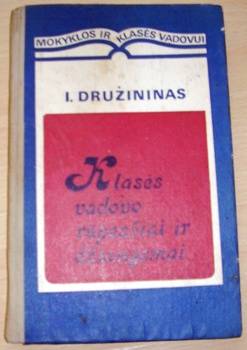 MOKYKLOS IR KLASĖS VADOVUI
I. DRUŽININAS
Klasės
vadovo
rūpesčiai ir
džiaugsmai